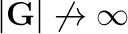 |𝐆| ↛ ∞